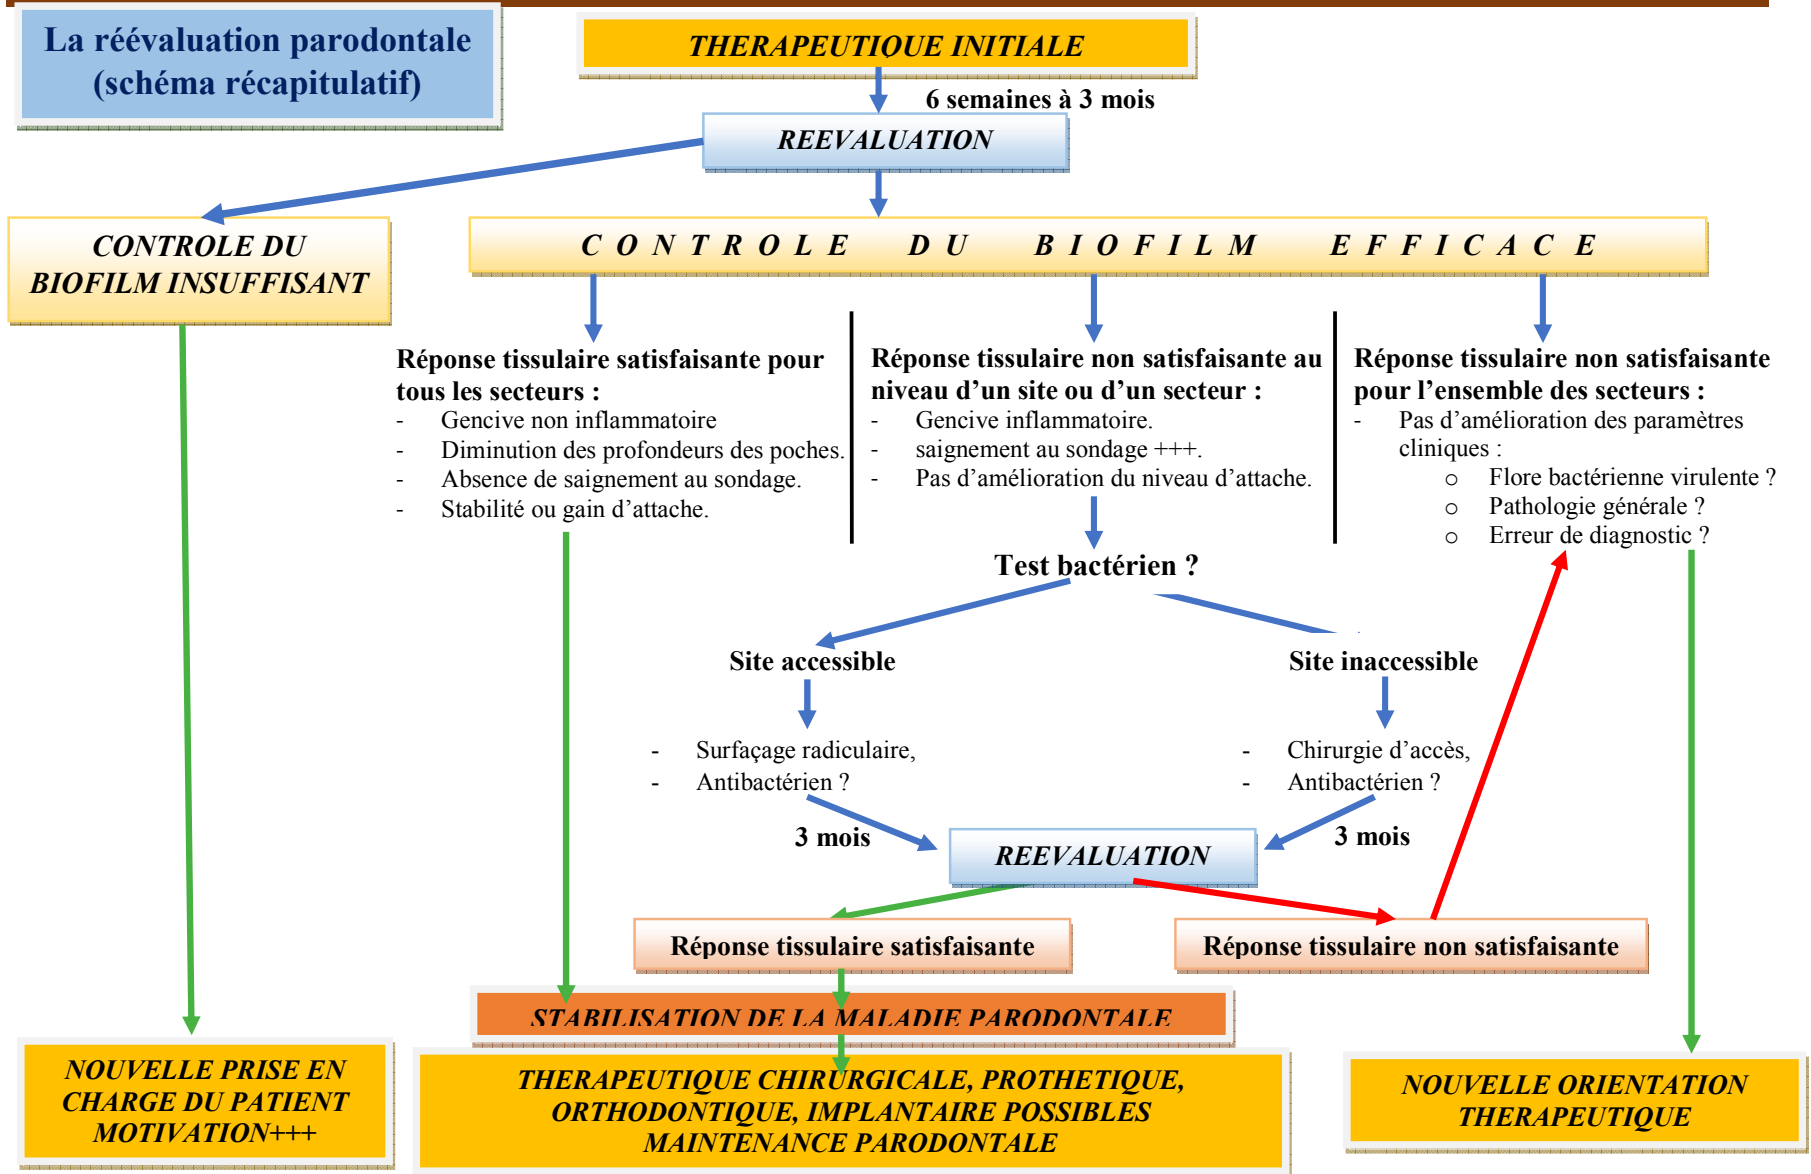 La réévaluation parodontale
(schéma récapitulatif)
THERAPEUTIQUE INITIALE
6 semaines à 3 mois
REEVALUATION
CONTROLE DU
BIOFILM INSUFFISANT
CONTROLE DU BIOFILM EFFICACE
Réponse tissulaire satisfaisante pour
tous les secteurs :
- Gencive non inflammatoire
- Diminution des profondeurs des poches.
- Absence de saignement au sondage.
- Stabilité ou gain d'attache.
Réponse tissulaire non satisfaisante au
niveau d'un site ou d'un secteur :
- Gencive inflammatoire.
- saignement au sondage +++.
- Pas d'amélioration du niveau d'attache.
Réponse tissulaire non satisfaisante
pour l'ensemble des secteurs :
- Pas d'amélioration des paramètres
cliniques :
o Flore bactérienne virulente ?
o Pathologie générale ?
o Erreur de diagnostic ?
Test bactérien ?
Site accessible
Site inaccessible
- Surfaçage radiculaire,
- Antibactérien ?
- Chirurgie d'accès,
- Antibactérien ?
3 mois
3 mois
REEVALUATION
Réponse tissulaire satisfaisante
Réponse tissulaire non satisfaisante
STABILISATION DE LA MALADIE PARODONTALE
NOUVELLE PRISE EN
CHARGE DU PATIENT
MOTIVATION+++
THERAPEUTIQUE CHIRURGICALE, PROTHETIQUE,
ORTHODONTIQUE, IMPLANTAIRE POSSIBLES
MAINTENANCE PARODONTALE
NOUVELLE ORIENTATION
THERAPEUTIQUE